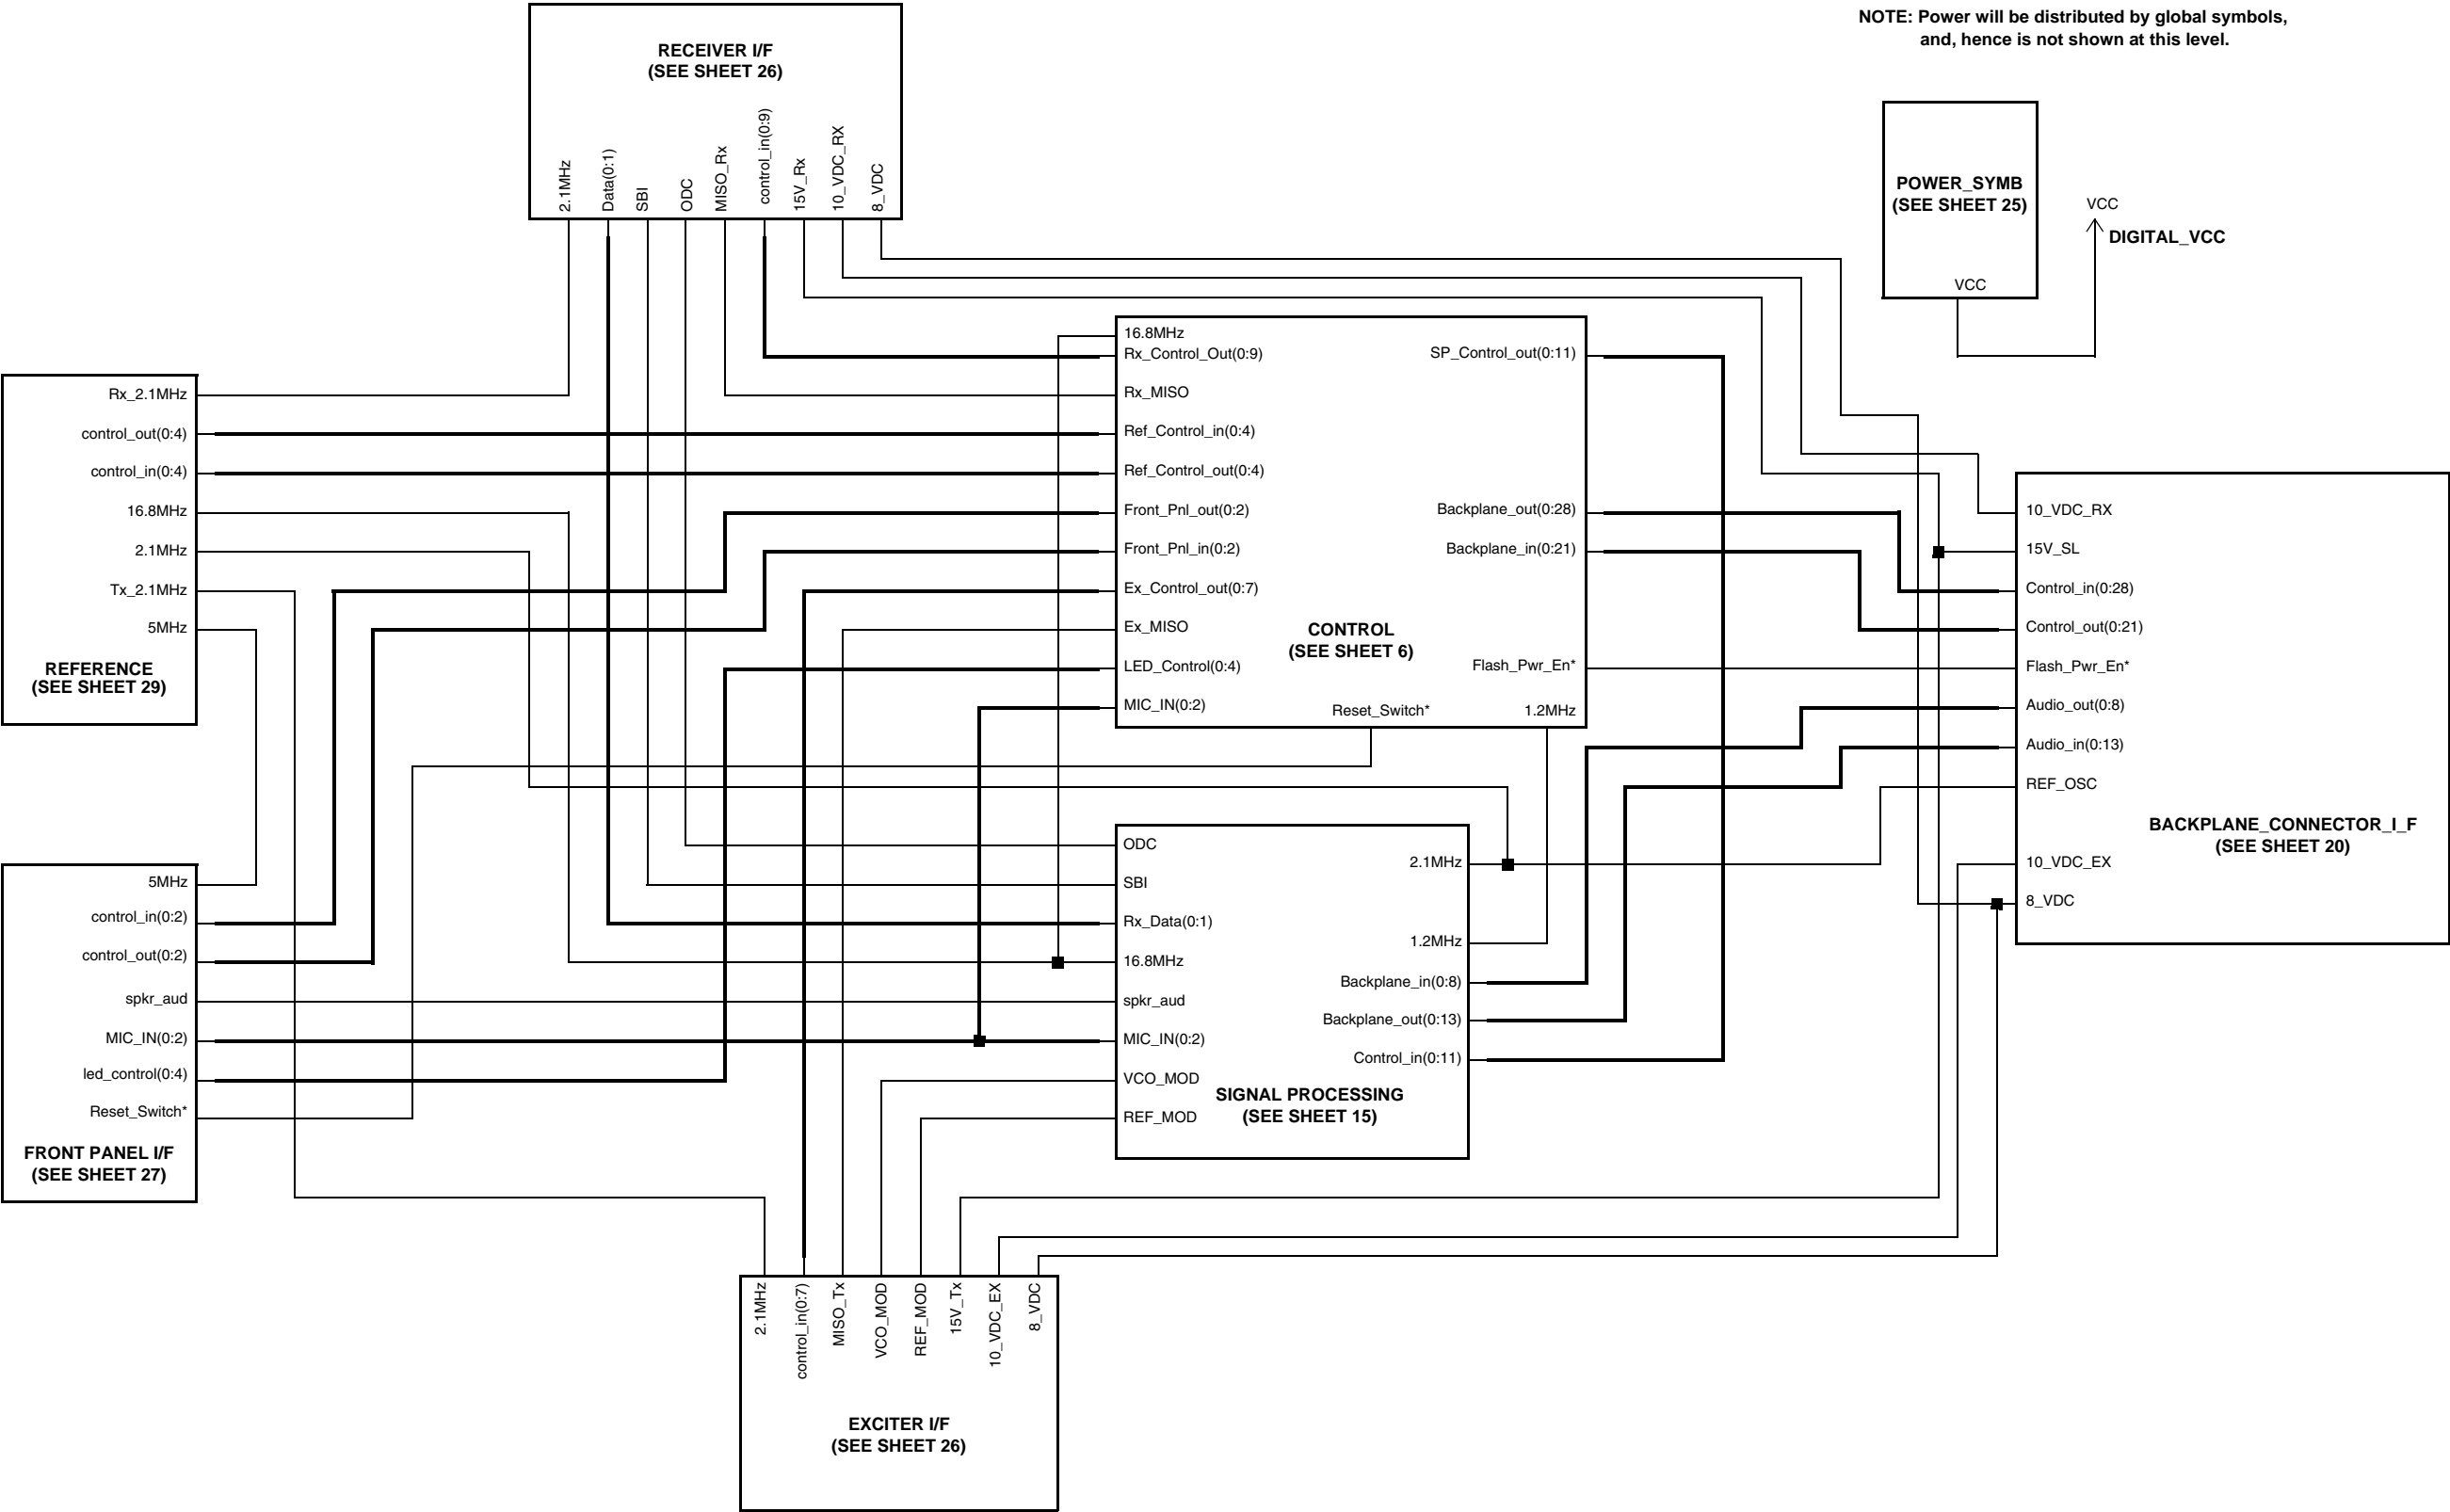 NOTE: Power will be distributed by global symbols,
and, hence is not shown at this level.
RECEIVER I/F
(SEE SHEET 26)
2.1MHz
Data(0:1)
SBI
ODC
MISO_Rx
control_in(0:9)
15V_Rx
10_VDC_RX
8_VDC
POWER_SYMB
(SEE SHEET 25)
VCC
VCC
DIGITAL_VCC
Rx_2.1MHz
control_out(0:4)
control_in(0:4)
16.8MHz
2.1MHz
Tx_2.1MHz
5MHz
REFERENCE
(SEE SHEET 29)
16.8MHz
Rx_Control_Out(0:9)
Rx_MISO
Ref_Control_in(0:4)
Ref_Control_out(0:4)
Front_Pnl_out(0:2)
Front_Pnl_in(0:2)
Ex_Control_out(0:7)
Ex_MISO
LED_Control(0:4)
MIC_IN(0:2)
SP_Control_out(0:11)
Backplane_out(0:28)
Backplane_in(0:21)
CONTROL
(SEE SHEET 6)
Flash_Pwr_En*
Reset_Switch*
1.2MHz
10_VDC_RX
15V_SL
Control_in(0:28)
Control_out(0:21)
Flash_Pwr_En*
Audio_out(0:8)
Audio_in(0:13)
REF_OSC
10_VDC_EX
8_VDC
BACKPLANE_CONNECTOR_I_F
(SEE SHEET 20)
5MHz
control_in(0:2)
control_out(0:2)
spkr_aud
MIC_IN(0:2)
led_control(0:4)
Reset_Switch*
FRONT PANEL I/F
(SEE SHEET 27)
ODC
SBI
Rx_Data(0:1)
16.8MHz
spkr_aud
MIC_IN(0:2)
VCO_MOD
REF_MOD
2.1MHz
1.2MHz
Backplane_in(0:8)
Backplane_out(0:13)
Control_in(0:11)
SIGNAL PROCESSING
(SEE SHEET 15)
2.1MHz
control_in(0:7)
MISO_Tx
VCO_MOD
REF_MOD
15V_Tx
10_VDC_EX
8_VDC
EXCITER I/F
(SEE SHEET 26)